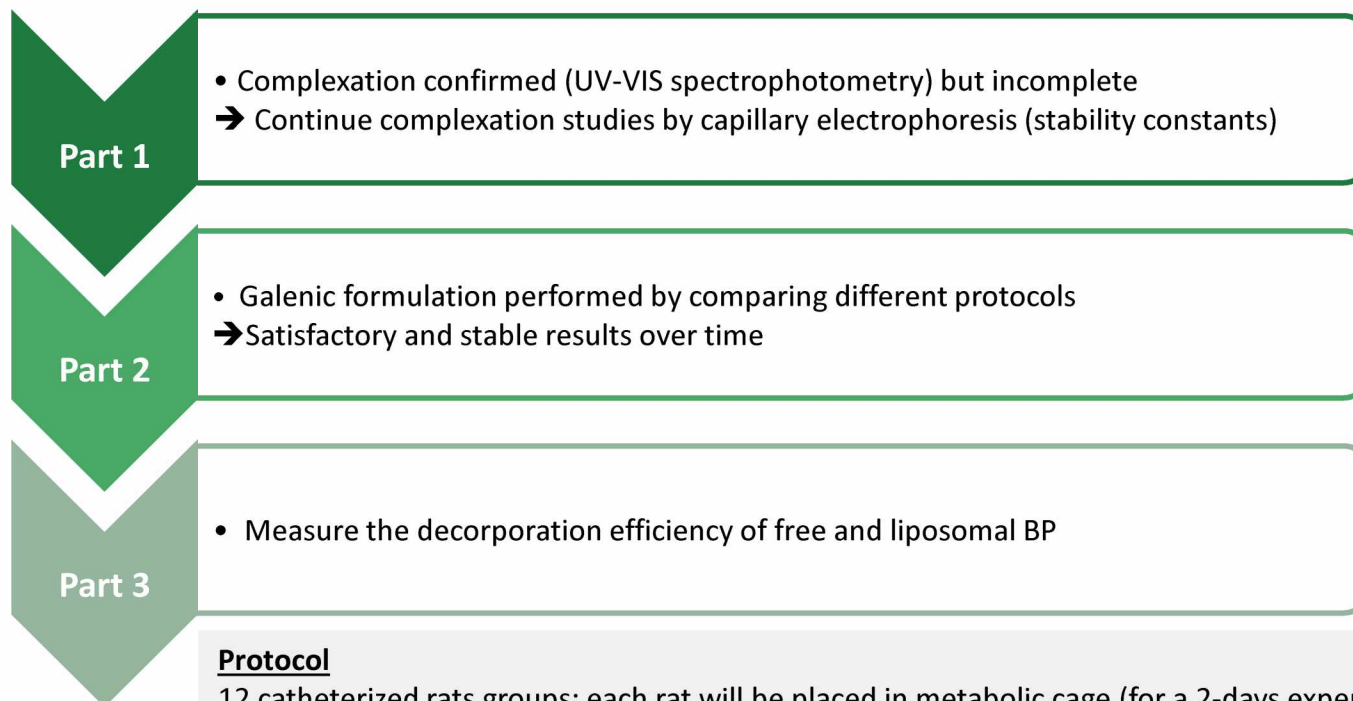 Part 1
• Complexation confirmed (UV-VIS spectrophotometry) but incomplete
➔ Continue complexation studies by capillary electrophoresis (stability constants)
Part 2
• Galenic formulation performed by comparing different protocols
➔Satisfactory and stable results over time
Part 3
• Measure the decorporation efficiency of free and liposomal BP
Protocol
12 catheterized rats groups: each rat will be placed in metabolic cage (for a 2-days